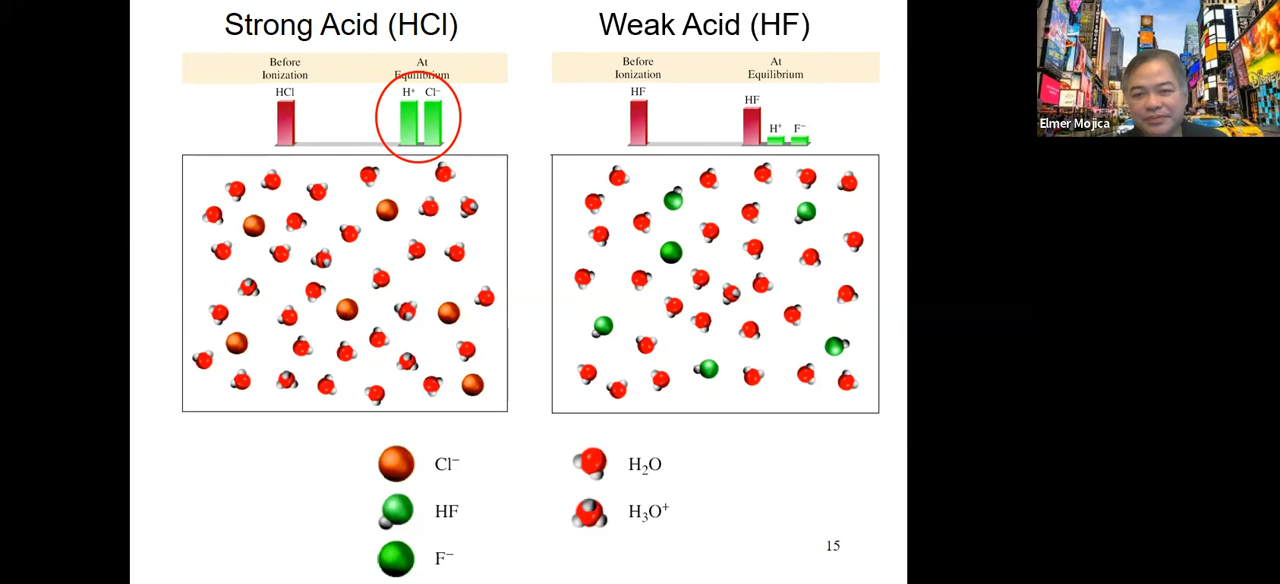 Strong Acid (HCl)
Weak Acid (HF)
Before
Ionization
At
Equilibrium
HCl
H⁺
Cl⁻
Before
Ionization
At
Equilibrium
HF
HF
H⁺
F⁻
Cl⁻
HF
F⁻
H₂O
H₃O⁺
15
Elmer Mojica